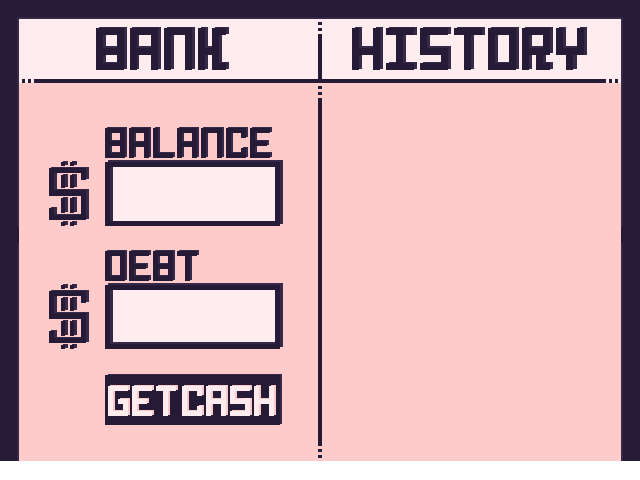 BANK
HISTORY
BALANCE
$
DEBT
$
GETCASH